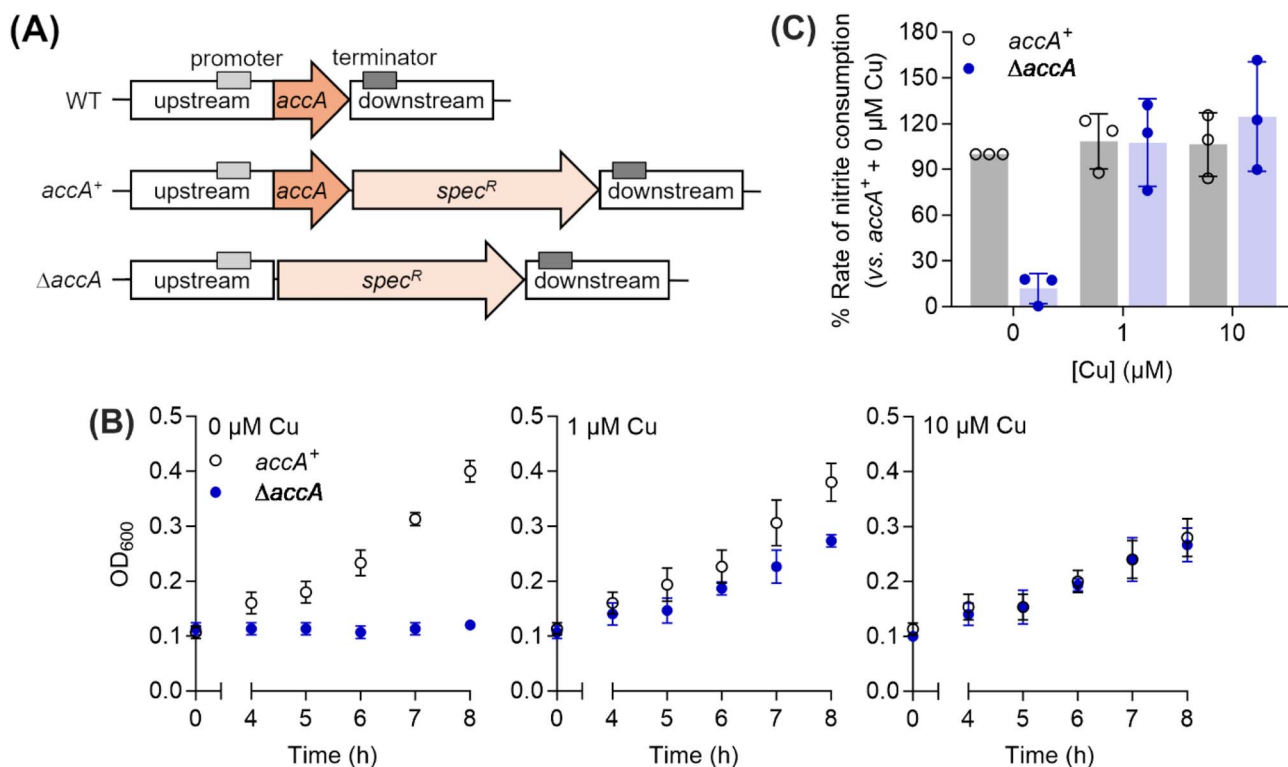 (A)
promoter terminator
WT upstream accA downstream
accA⁺ upstream accA specᴿ downstream
ΔaccA upstream specᴿ downstream
(C)
% Rate of nitrite consumption
(vs. accA⁺ + 0 μM Cu)
accA⁺
ΔaccA
180
150
120
90
60
30
0
0 1 10
[Cu] (μM)
(B)
OD₆₀₀
0 μM Cu
accA⁺
ΔaccA
0.5
0.4
0.3
0.2
0.1
0.0
0 4 5 6 7 8
Time (h)
1 μM Cu
accA⁺
ΔaccA
0.5
0.4
0.3
0.2
0.1
0.0
0 4 5 6 7 8
Time (h)
10 μM Cu
0.5
0.4
0.3
0.2
0.1
0.0
0 4 5 6 7 8
Time (h)